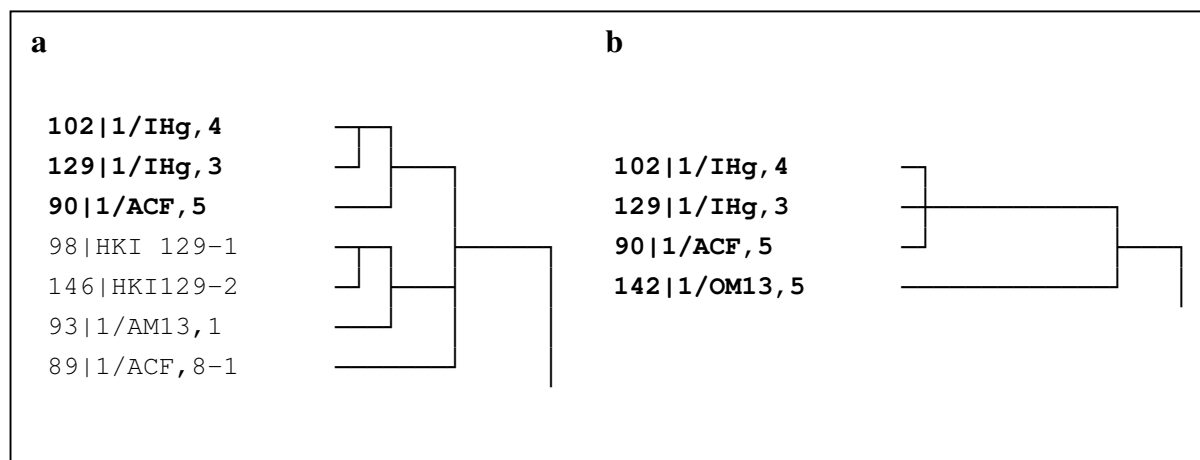 a
102|1/IHg,4
129|1/IHg,3
90|1/ACF,5
98|HKI 129-1
146|HKI129-2
93|1/AM13,1
89|1/ACF,8-1
b
102|1/IHg,4
129|1/IHg,3
90|1/ACF,5
142|1/OM13,5